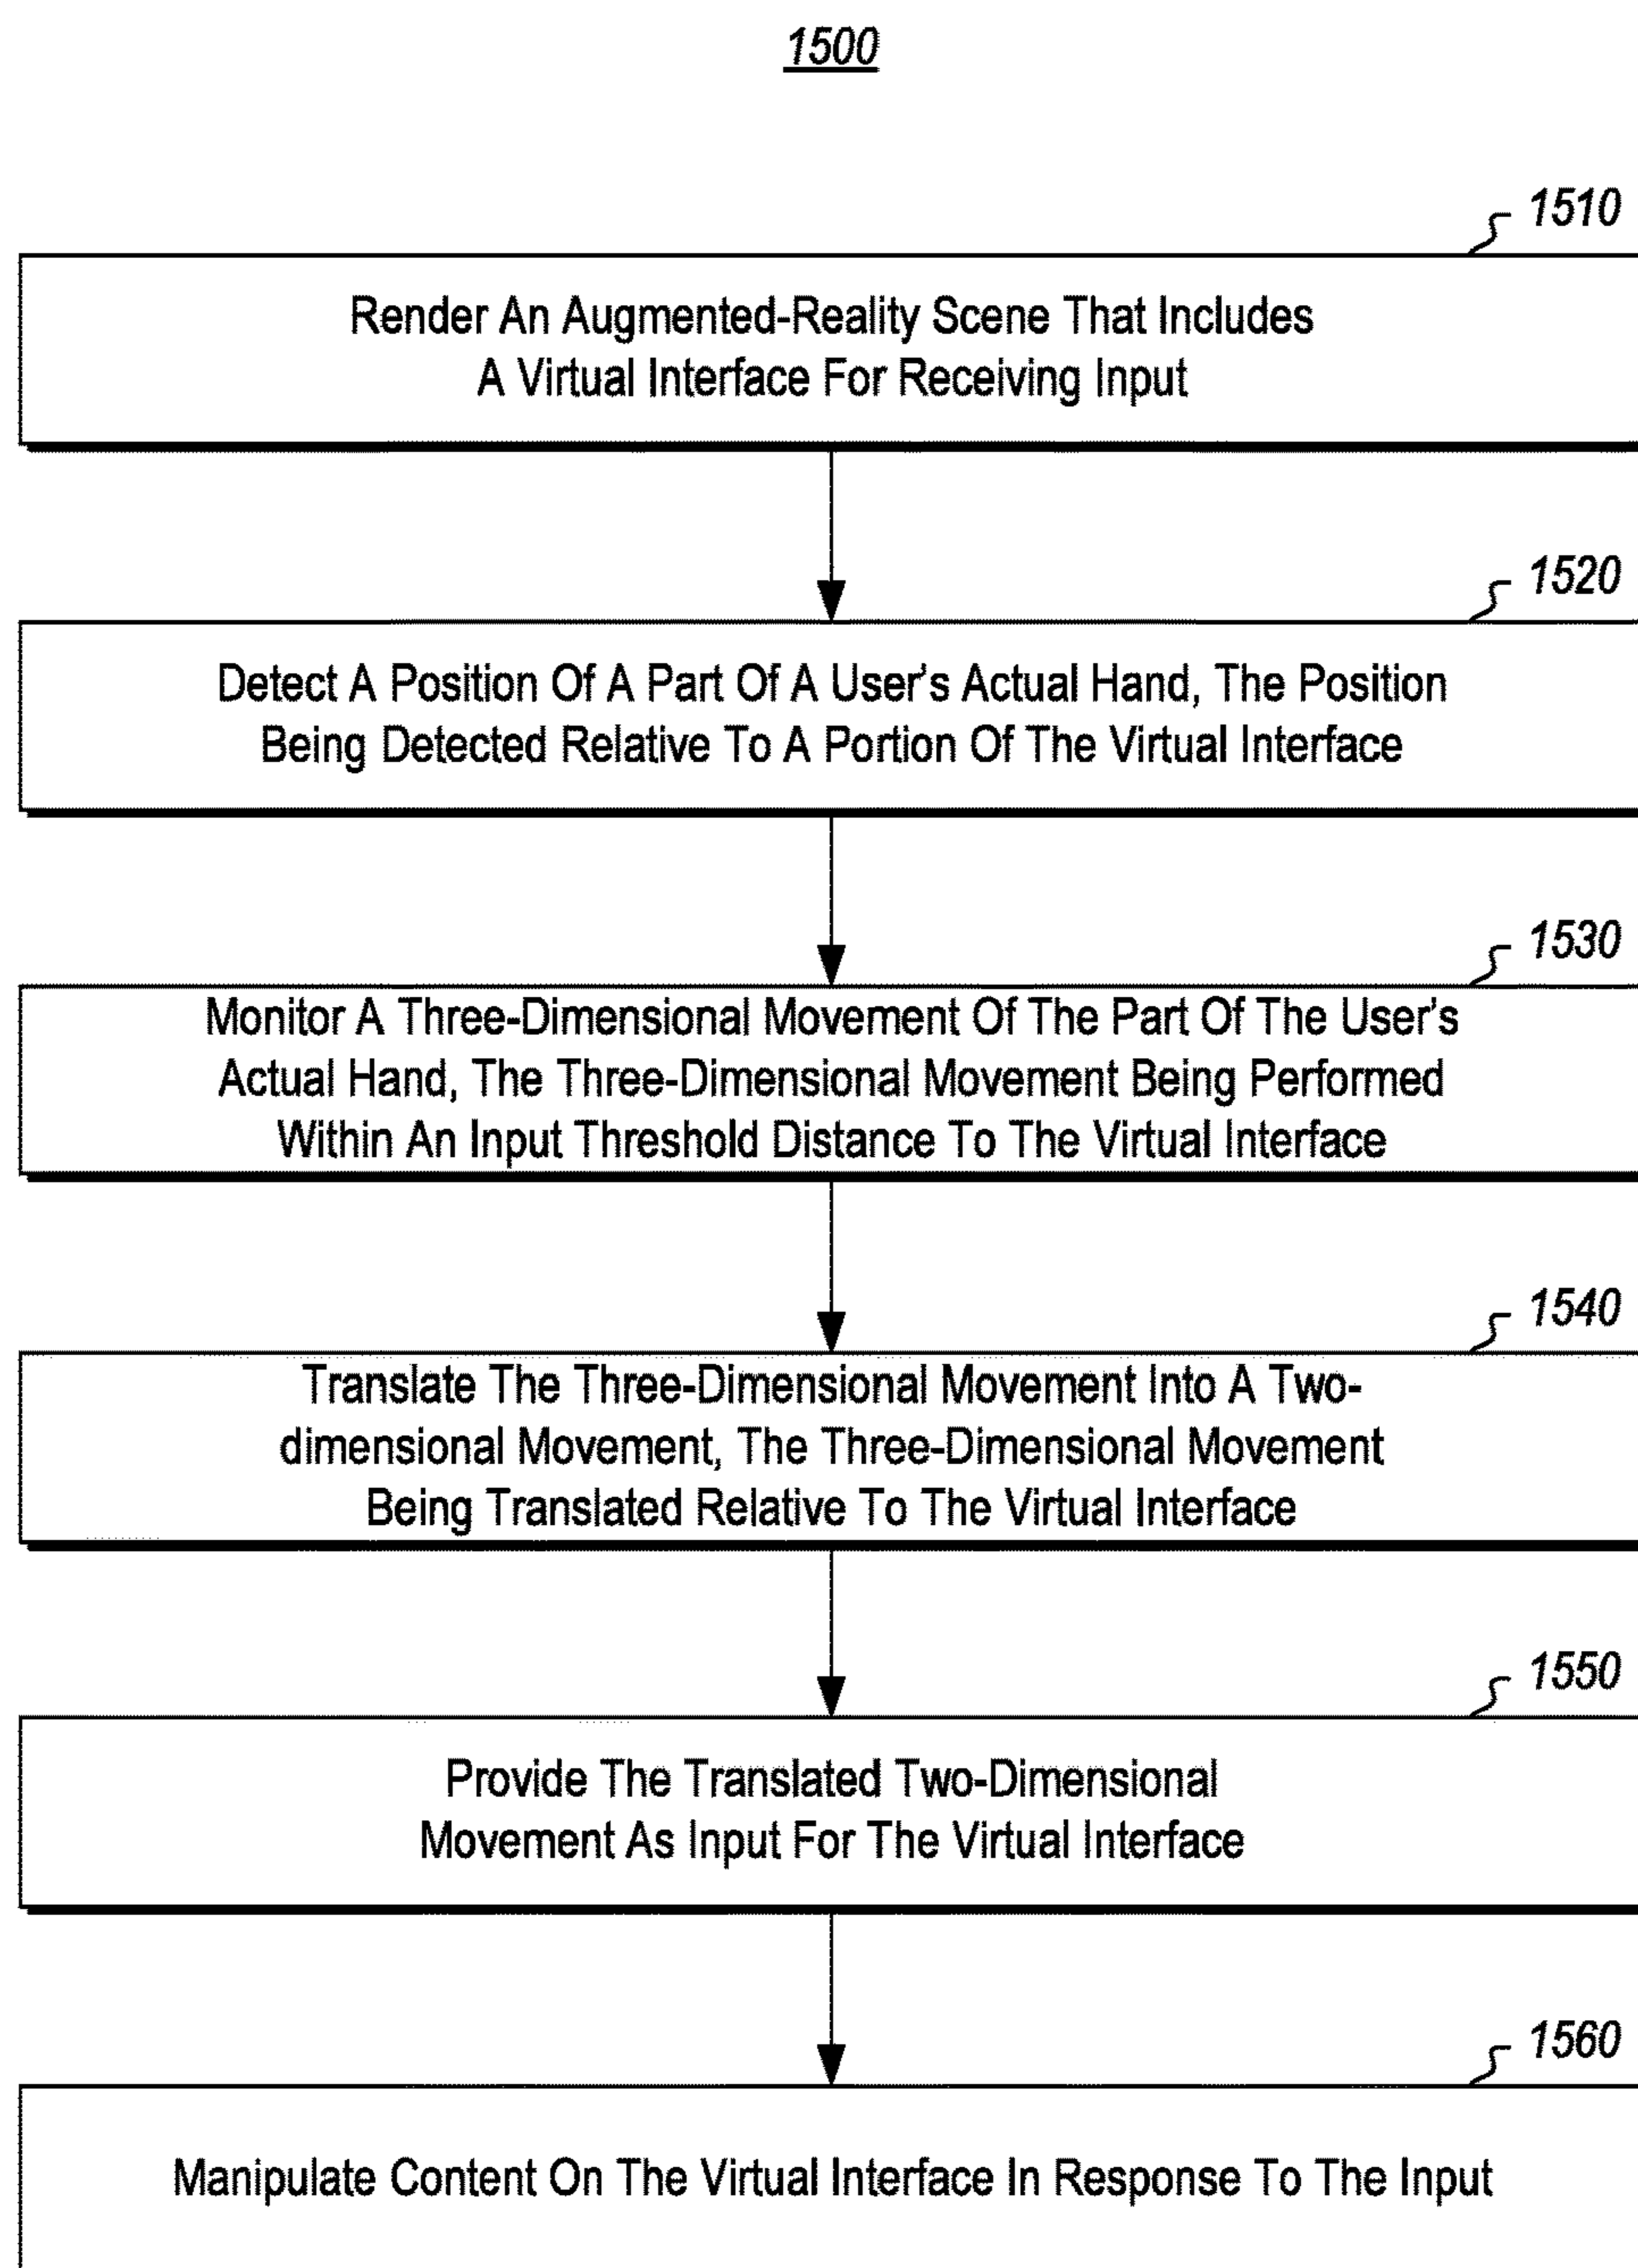 1500
1510
Render An Augmented-Reality Scene That Includes
A Virtual Interface For Receiving Input
1520
Detect A Position Of A Part Of A User's Actual Hand, The Position
Being Detected Relative To A Portion Of The Virtual Interface
1530
Monitor A Three-Dimensional Movement Of The Part Of The User's
Actual Hand, The Three-Dimensional Movement Being Performed
Within An Input Threshold Distance To The Virtual Interface
1540
Translate The Three-Dimensional Movement Into A Two-
dimensional Movement, The Three-Dimensional Movement
Being Translated Relative To The Virtual Interface
1550
Provide The Translated Two-Dimensional
Movement As Input For The Virtual Interface
1560
Manipulate Content On The Virtual Interface In Response To The Input